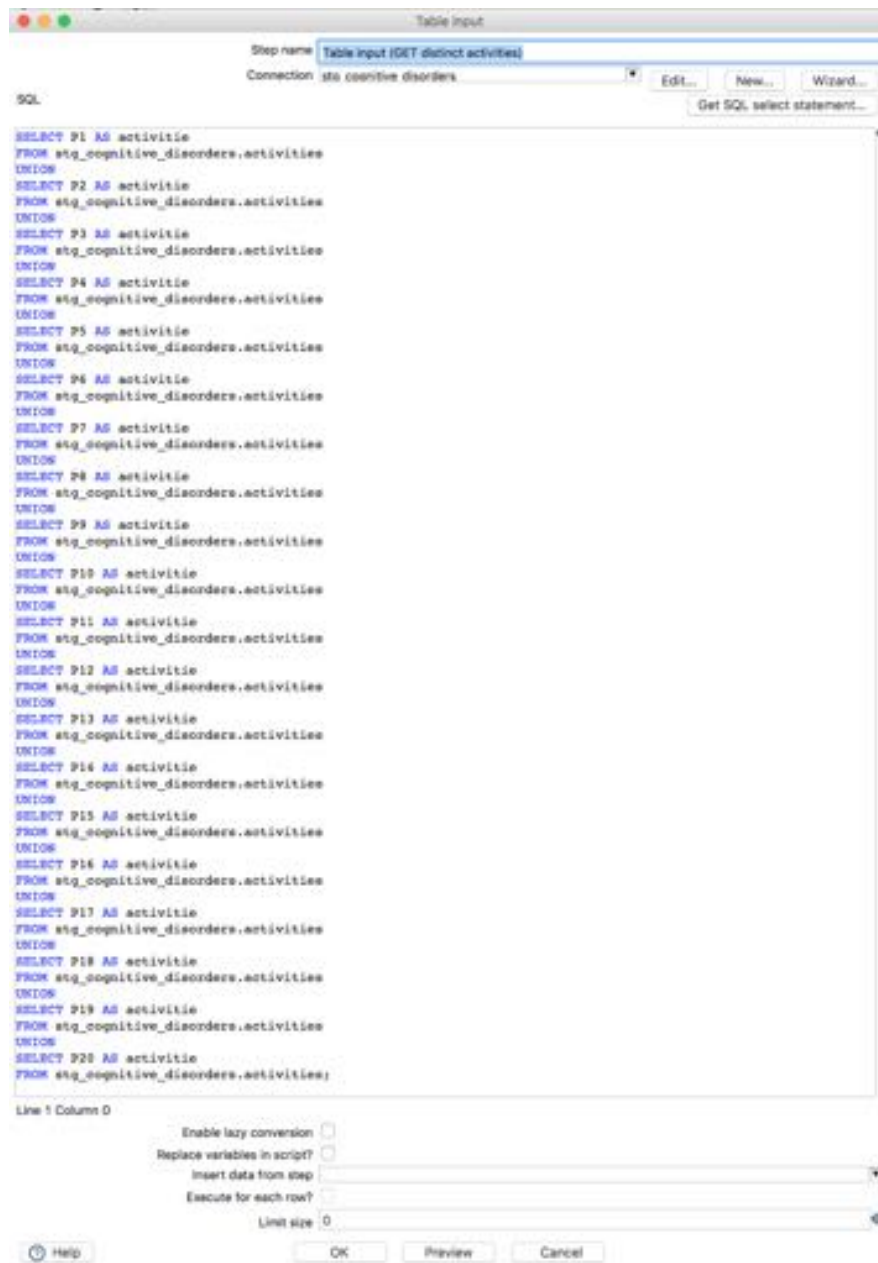 Table input
Step name Table input (GET distinct activities)
Connection stg cognitive disorders Edit... New... Wizard...
SQL Get SQL select statement...
SELECT P1 AS activitie
FROM stg_cognitive_disorders.activities
UNION
SELECT P2 AS activitie
FROM stg_cognitive_disorders.activities
UNION
SELECT P3 AS activitie
FROM stg_cognitive_disorders.activities
UNION
SELECT P4 AS activitie
FROM stg_cognitive_disorders.activities
UNION
SELECT P5 AS activitie
FROM stg_cognitive_disorders.activities
UNION
SELECT P6 AS activitie
FROM stg_cognitive_disorders.activities
UNION
SELECT P7 AS activitie
FROM stg_cognitive_disorders.activities
UNION
SELECT P8 AS activitie
FROM stg_cognitive_disorders.activities
UNION
SELECT P9 AS activitie
FROM stg_cognitive_disorders.activities
UNION
SELECT P10 AS activitie
FROM stg_cognitive_disorders.activities
UNION
SELECT P11 AS activitie
FROM stg_cognitive_disorders.activities
UNION
SELECT P12 AS activitie
FROM stg_cognitive_disorders.activities
UNION
SELECT P13 AS activitie
FROM stg_cognitive_disorders.activities
UNION
SELECT P14 AS activitie
FROM stg_cognitive_disorders.activities
UNION
SELECT P15 AS activitie
FROM stg_cognitive_disorders.activities
UNION
SELECT P16 AS activitie
FROM stg_cognitive_disorders.activities
UNION
SELECT P17 AS activitie
FROM stg_cognitive_disorders.activities
UNION
SELECT P18 AS activitie
FROM stg_cognitive_disorders.activities
UNION
SELECT P19 AS activitie
FROM stg_cognitive_disorders.activities
UNION
SELECT P20 AS activitie
FROM stg_cognitive_disorders.activities;
Line 1 Column 0
Enable lazy conversion
Replace variables in script?
Insert data from step
Execute for each row?
Limit size 0
Help OK Preview Cancel